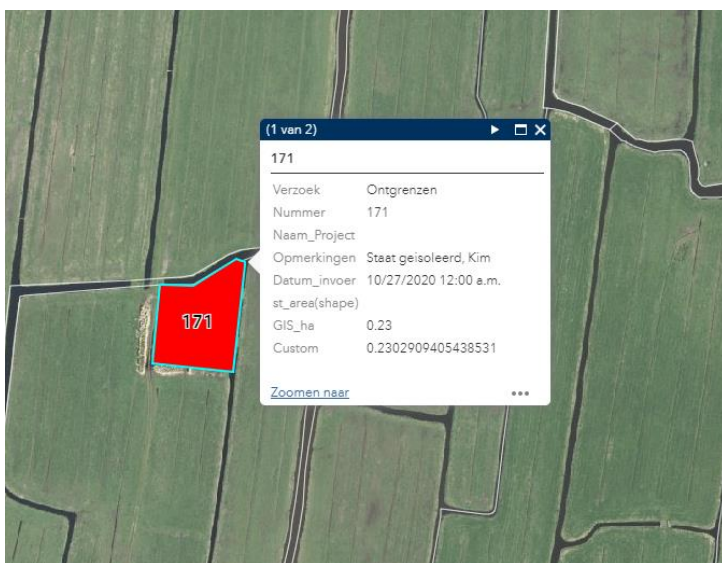 (1 van 2)
171
Verzoek Ontgrenzen
Nummer 171
Naam_Project
Opmerkingen Staat geisoleerd, Kim
Datum_invoer 10/27/2020 12:00 a.m.
st_area(shape)
GIS_ha 0.23
Custom 0.2302909405438531
Zoomen naar
171